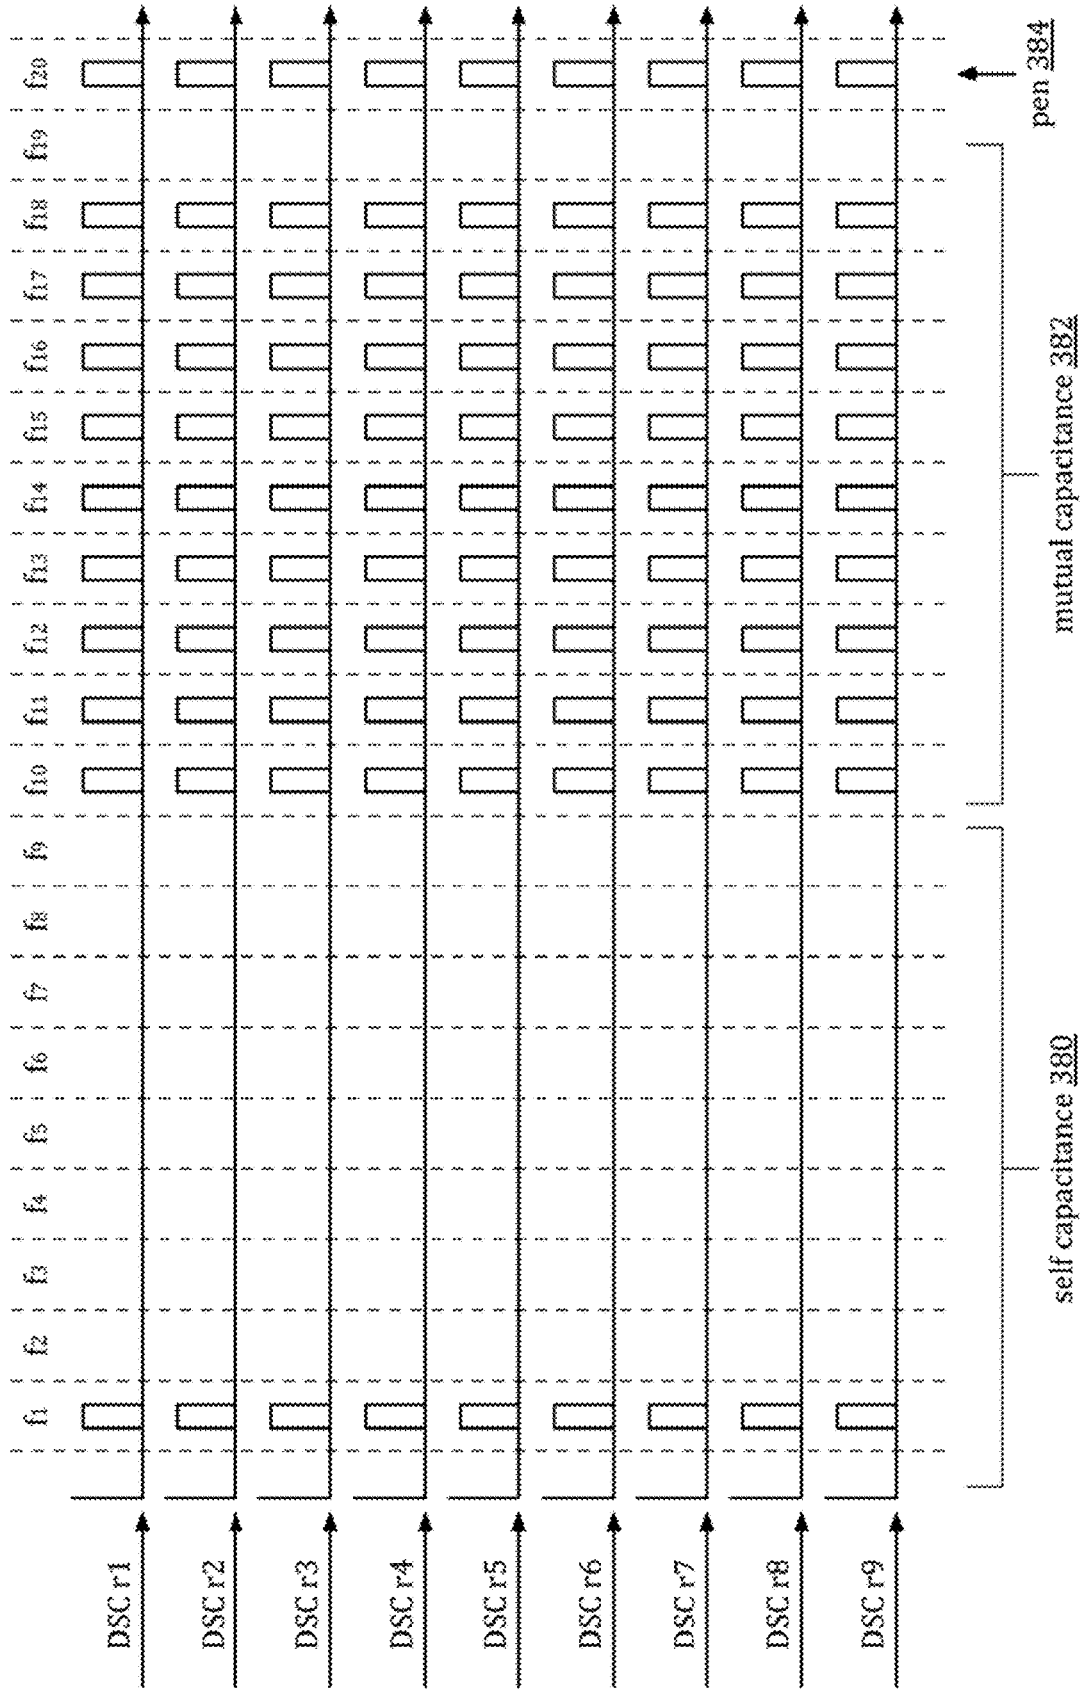 f1 f2 f3 f4 f5 f6 f7 f8 f9 f10 f11 f12 f13 f14 f15 f16 f17 f18 f19 f20
DSC r1
DSC r2
DSC r3
DSC r4
DSC r5
DSC r6
DSC r7
DSC r8
DSC r9
self capacitance 380
mutual capacitance 382
pen 384